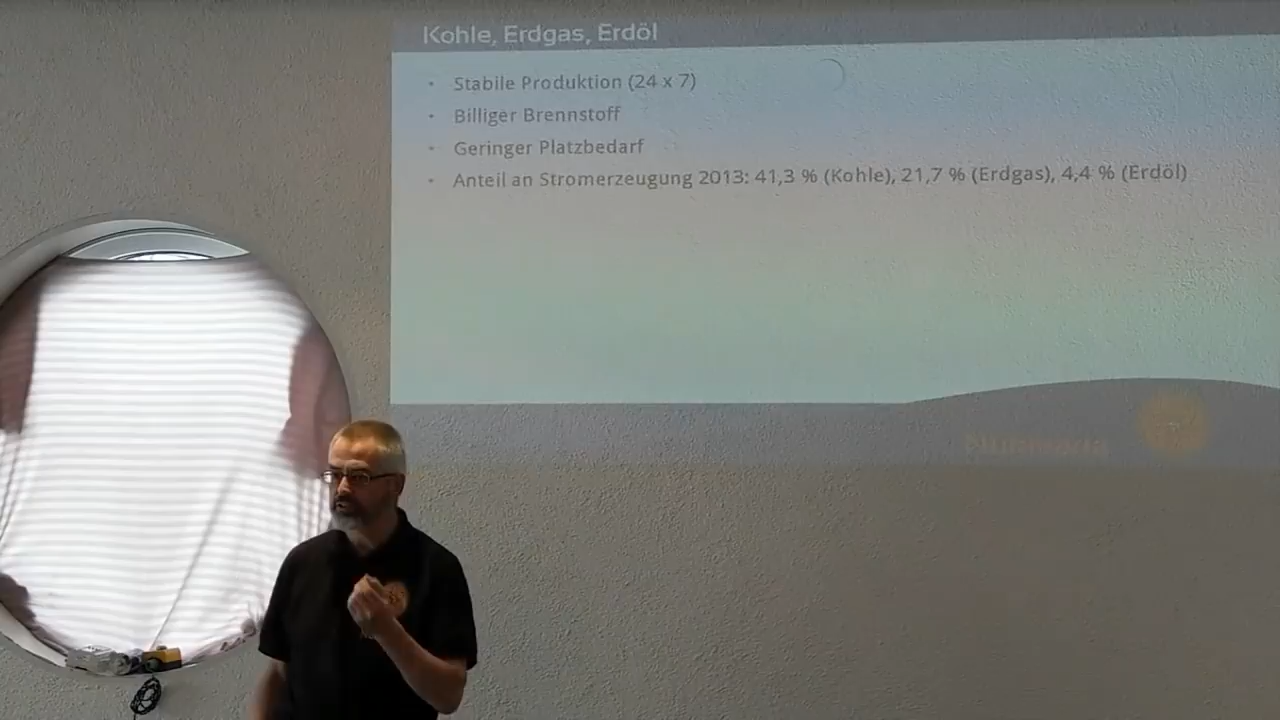 Kohle, Erdgas, Erdöl
• Stabile Produktion (24 x 7)
• Billiger Brennstoff
• Geringer Platzbedarf
• Anteil an Stromerzeugung 2013: 41,3 % (Kohle), 21,7 % (Erdgas), 4,4 % (Erdöl)